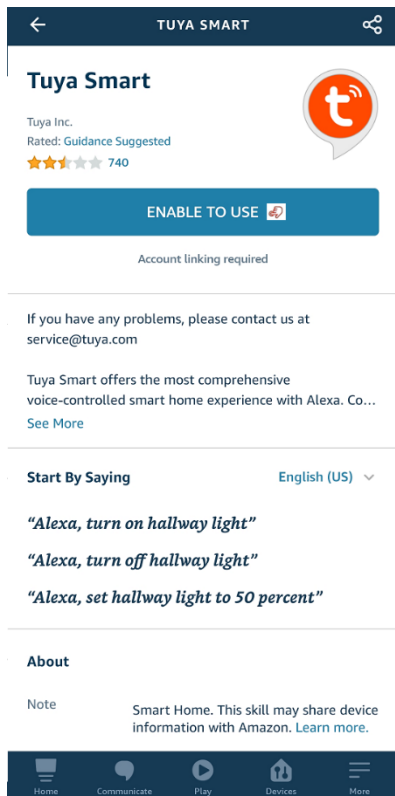 TUYA SMART
Tuya Smart
Tuya Inc.
Rated: Guidance Suggested
740
ENABLE TO USE
Account linking required
If you have any problems, please contact us at
service@tuya.com
Tuya Smart offers the most comprehensive
voice-controlled smart home experience with Alexa. Co...
See More
Start By Saying
English (US)
“Alexa, turn on hallway light”
“Alexa, turn off hallway light”
“Alexa, set hallway light to 50 percent”
About
Note
Smart Home. This skill may share device
information with Amazon. Learn more.
Home
Communicate
Play
Devices
More